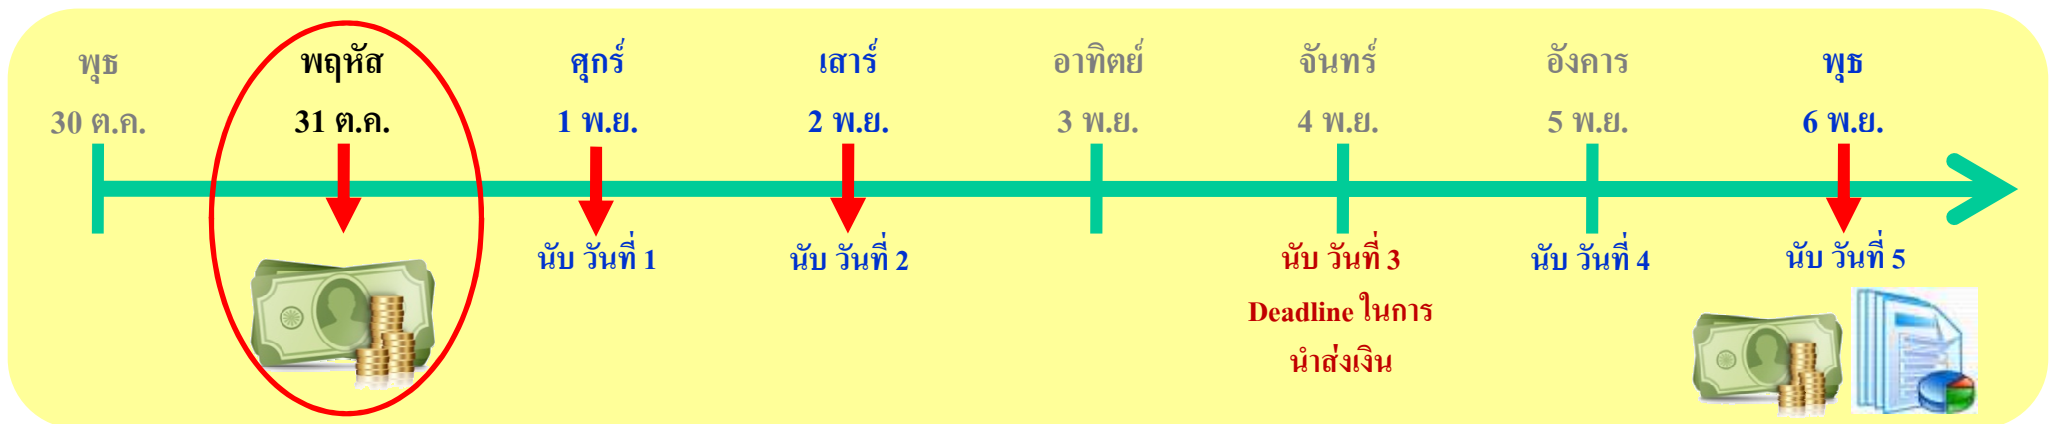 พุธ พฤหัส ศุกร์ เสาร์ อาทิตย์ จันทร์ อังคาร พุธ
30 ต.ค. 31 ต.ค. 1 พ.ย. 2 พ.ย. 3 พ.ย. 4 พ.ย. 5 พ.ย. 6 พ.ย.
นับ วันที่ 1 นับ วันที่ 2 นับ วันที่ 3 นับ วันที่ 4 นับ วันที่ 5
Deadline ในการ
นำส่งเงิน